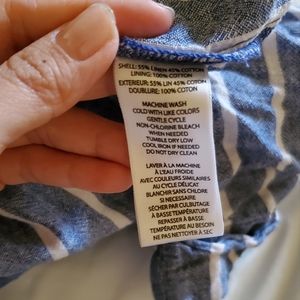 SHELL: 55% LINEN 45% COTTON
LINING: 100% COTTON
EXTERIEUR: 55% LIN 45% COTON
DOUBLURE: 100% COTON
MACHINE WASH
COLD WITH LIKE COLORS
GENTLE CYCLE
NON-CHLORINE BLEACH
WHEN NEEDED
TUMBLE DRY LOW
COOL IRON IF NEEDED
DO NOT DRY CLEAN
LAVER À LA MACHINE
À L'EAU FROIDE
AVEC COULEURS SIMILAIRES
AU CYCLE DÉLICAT
BLANCHIR SANS CHLORE
SI NECESSAIRE
SÉCHER PAR CULBUTAGE
À BASSE TEMPÉRATURE
REPASSER À BASSE
TEMPÉRATURE AU BESOIN
NE PAS NETTOYER À SEC